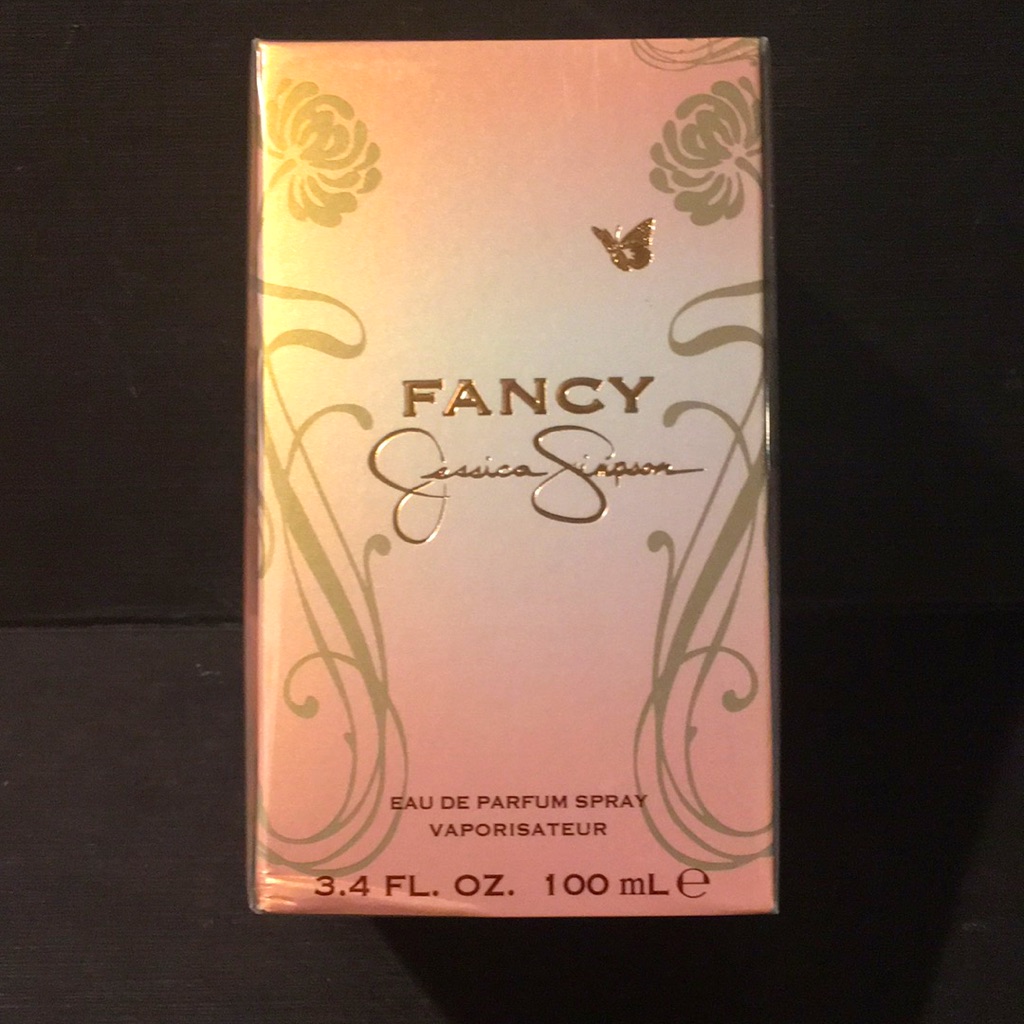 FANCY
Jessica Simpson
EAU DE PARFUM SPRAY
VAPORISATEUR
3.4 FL. OZ. 100 mL ℮